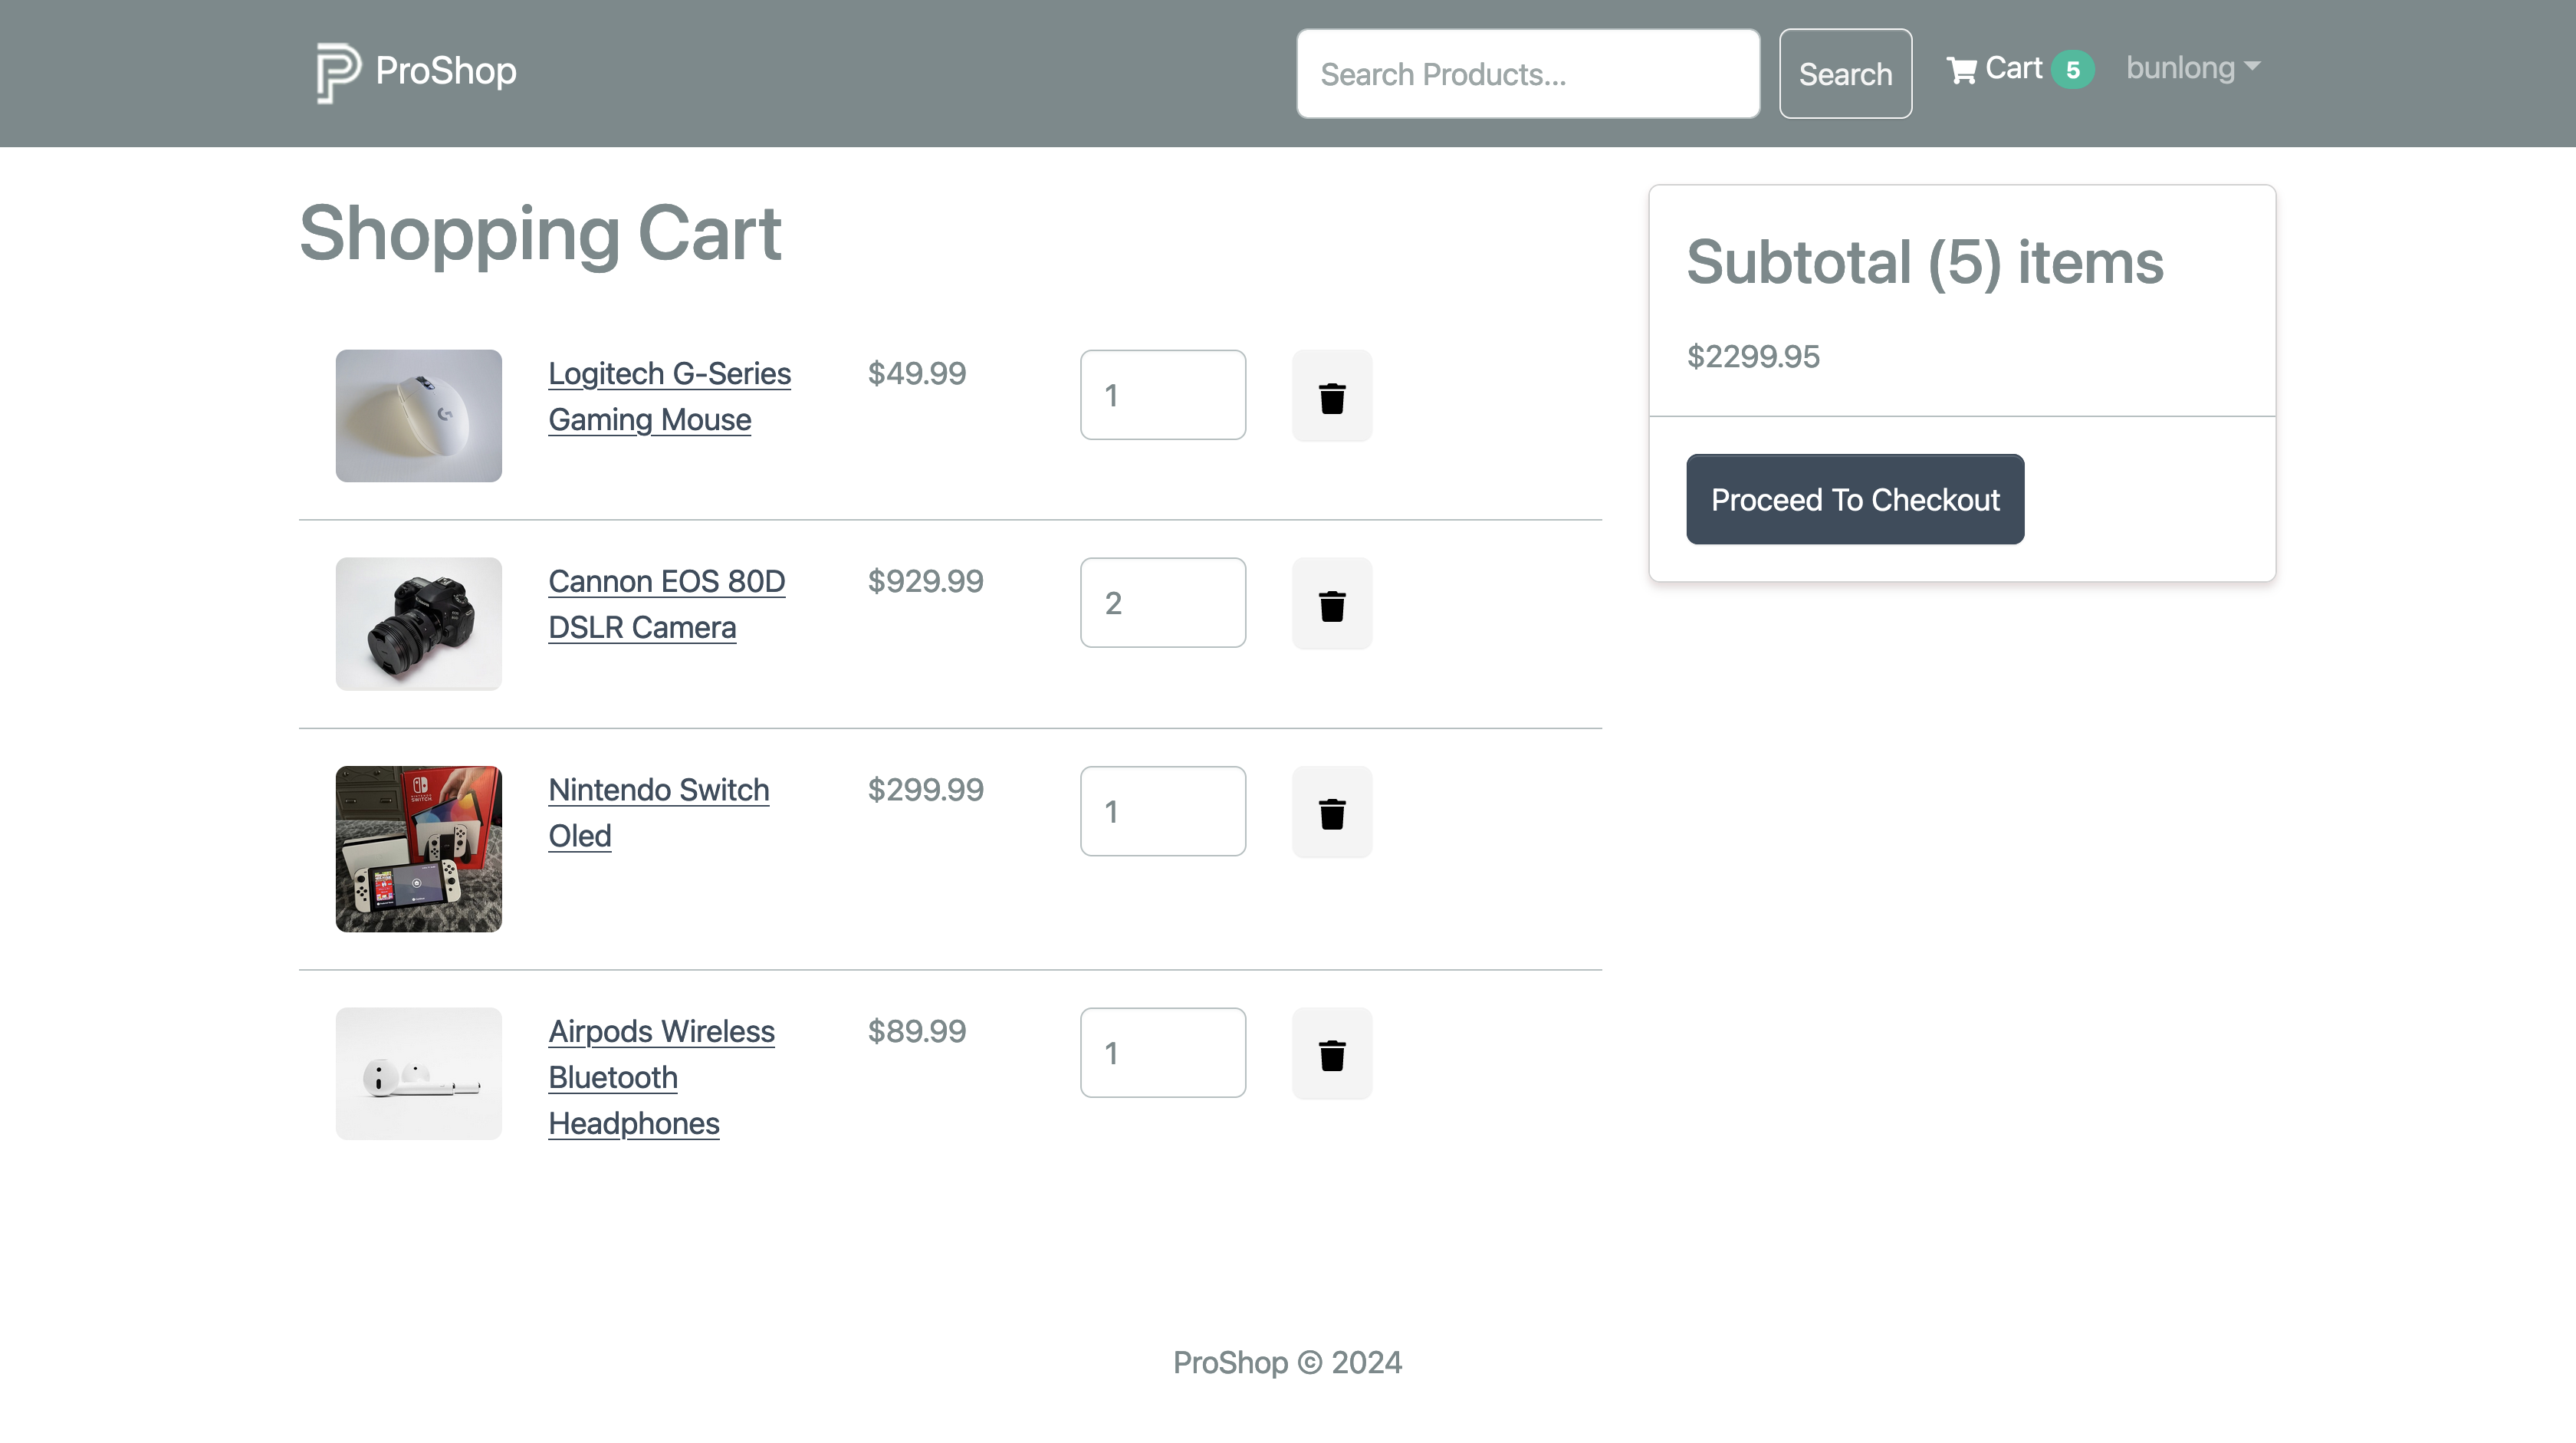 ProShop
Search Products...
Search
Cart 5
bunlong
Shopping Cart
Logitech G-Series
Gaming Mouse
$49.99
1
Cannon EOS 80D
DSLR Camera
$929.99
2
Nintendo Switch
Oled
$299.99
1
Airpods Wireless
Bluetooth
Headphones
$89.99
1
Subtotal (5) items
$2299.95
Proceed To Checkout
ProShop © 2024